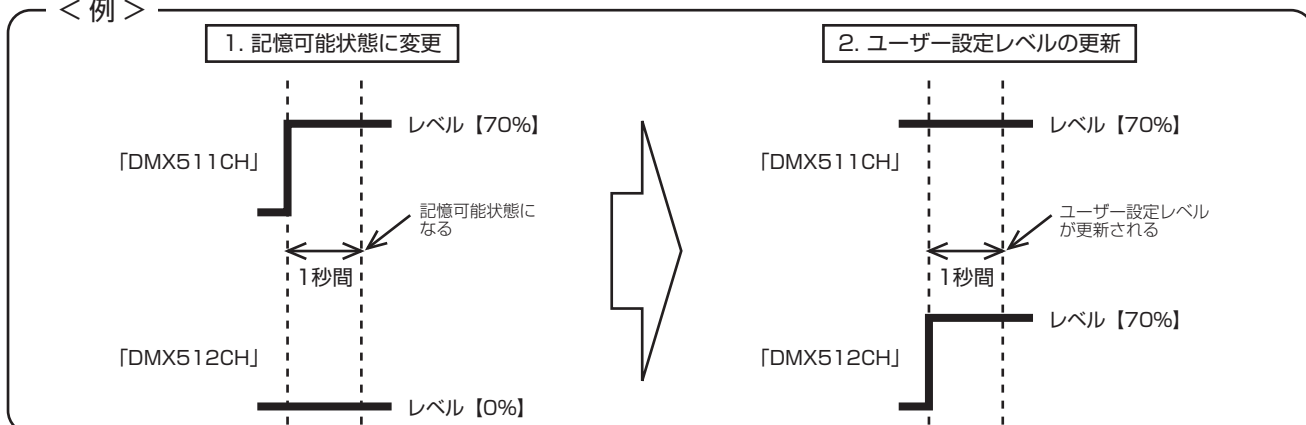 ＜例＞
1. 記憶可能状態に変更
レベル【70%】
「DMX511CH」
記憶可能状態に
なる
1秒間
「DMX512CH」
レベル【0%】
2. ユーザー設定レベルの更新
レベル【70%】
「DMX511CH」
ユーザー設定レベル
が更新される
1秒間
レベル【70%】
「DMX512CH」